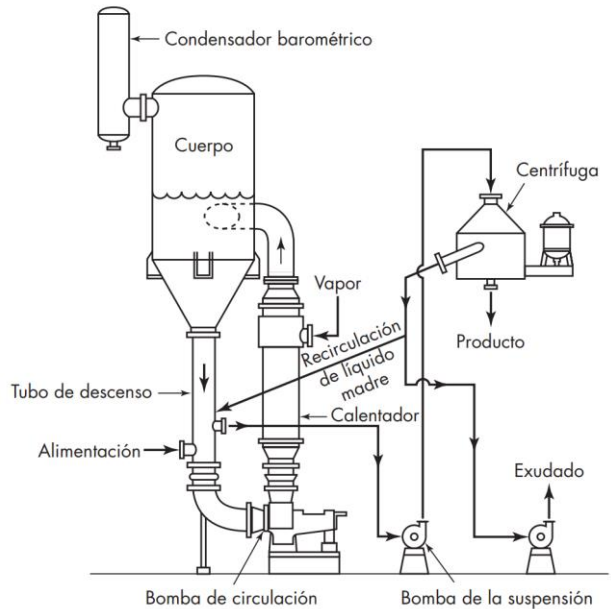 Condensador barométrico
Cuerpo
Centrífuga
Vapor
Producto
Recirculación
de líquido
madre
Tubo de descenso
Calentador
Alimentación
Exudado
Bomba de circulación
Bomba de la suspensión